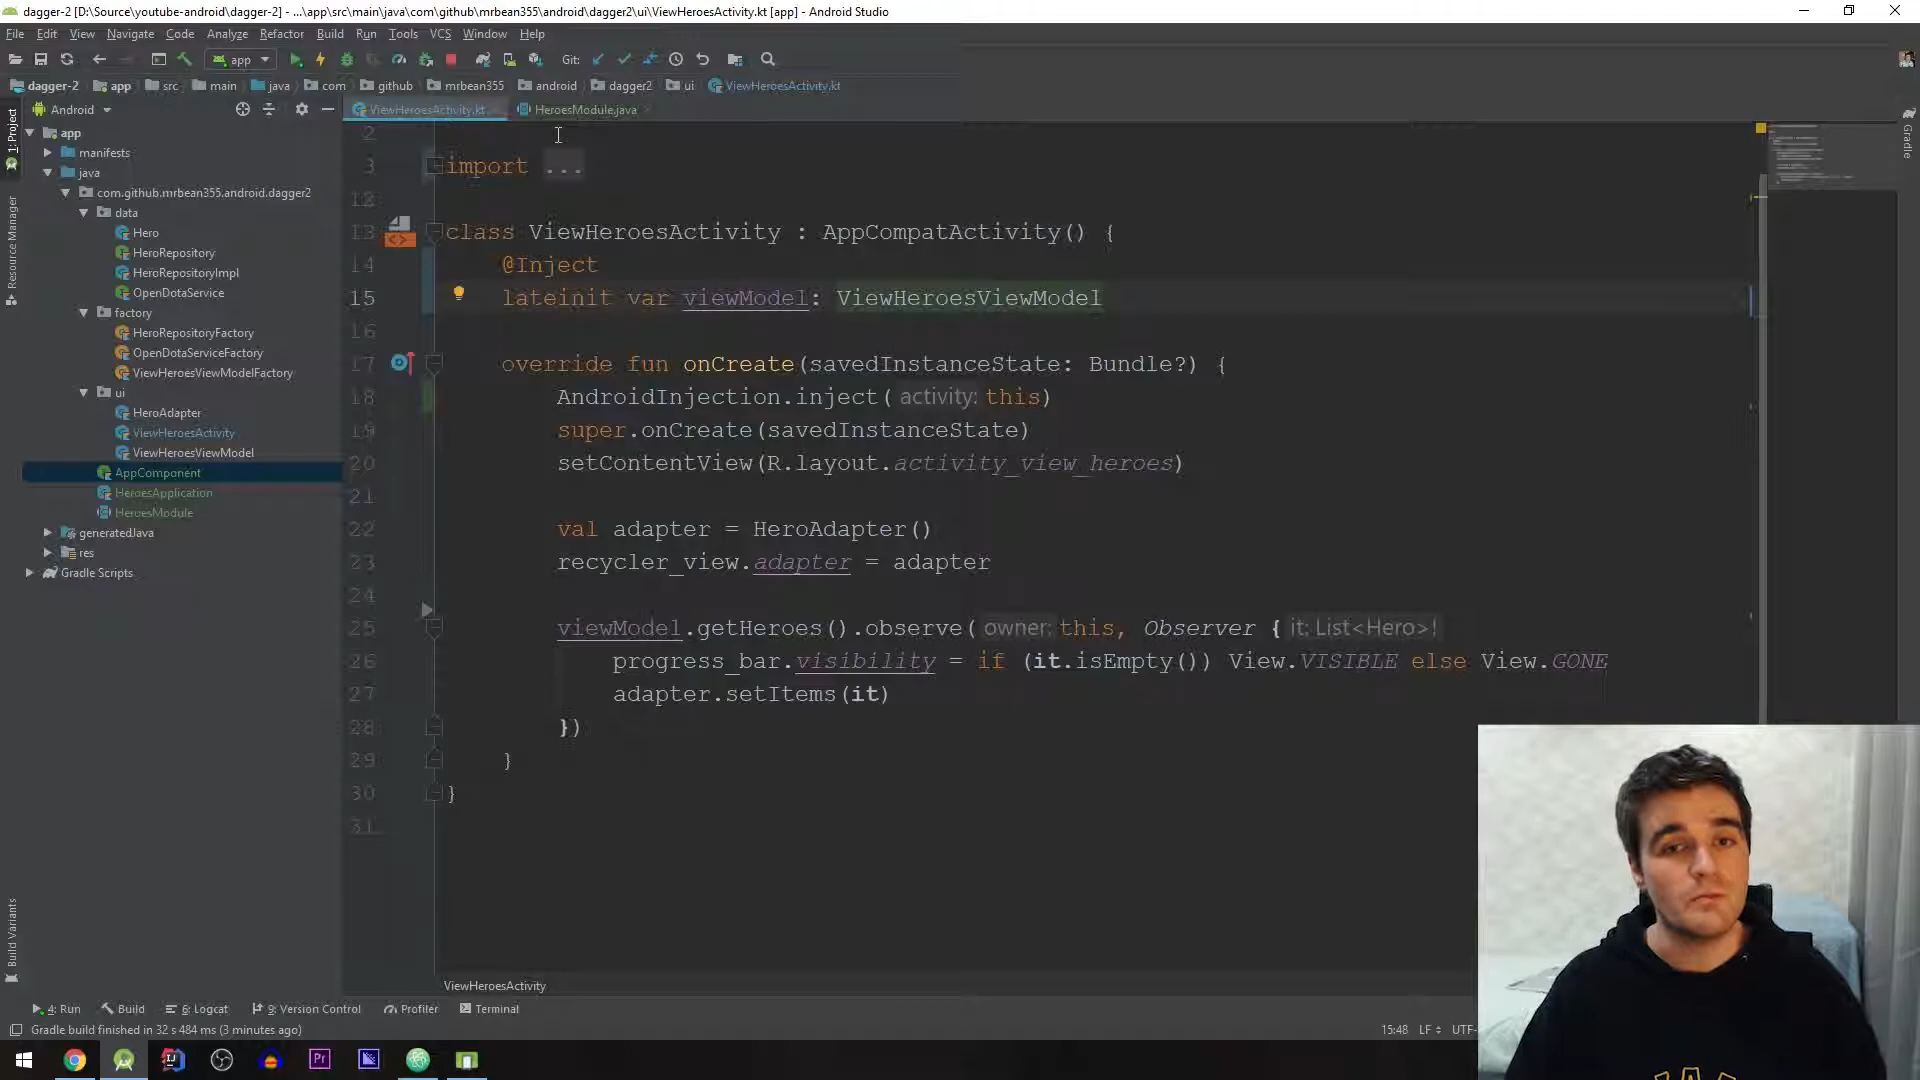 dagger-2 [D:\Source\youtube-android\dagger-2] - ...\app\src\main\java\com\github\mrbean355\android\dagger2\ui\ViewHeroesActivity.kt [app] - Android Studio
File Edit View Navigate Code Analyze Refactor Build Run Tools VCS Window Help
app Git:
dagger-2 app src main java com github mrbean355 android dagger2 ui ViewHeroesActivity.kt
Android ViewHeroesActivity.kt HeroesModule.java
1: Project
Resource Manager
Build Variants
Gradle
app
manifests
java
com.github.mrbean355.android.dagger2
data
Hero
HeroRepository
HeroRepositoryImpl
OpenDotaService
factory
HeroRepositoryFactory
OpenDotaServiceFactory
ViewHeroesViewModelFactory
ui
HeroAdapter
ViewHeroesActivity
ViewHeroesViewModel
AppComponent
HeroesApplication
HeroesModule
generatedJava
res
Gradle Scripts
2
3 import ...
12
13 class ViewHeroesActivity : AppCompatActivity() {
14 @Inject
15 lateinit var viewModel: ViewHeroesViewModel
16
17 override fun onCreate(savedInstanceState: Bundle?) {
18 AndroidInjection.inject( activity: this)
19 super.onCreate(savedInstanceState)
20 setContentView(R.layout.activity_view_heroes)
21
22 val adapter = HeroAdapter()
23 recycler_view.adapter = adapter
24
25 viewModel.getHeroes().observe( owner: this, Observer { it: List<Hero>!
26 progress_bar.visibility = if (it.isEmpty()) View.VISIBLE else View.GONE
27 adapter.setItems(it)
28 })
29 }
30 }
31
ViewHeroesActivity
4: Run Build 6: Logcat 9: Version Control Profiler Terminal
Gradle build finished in 32 s 484 ms (3 minutes ago) 15:48 LF UTF-
Pr